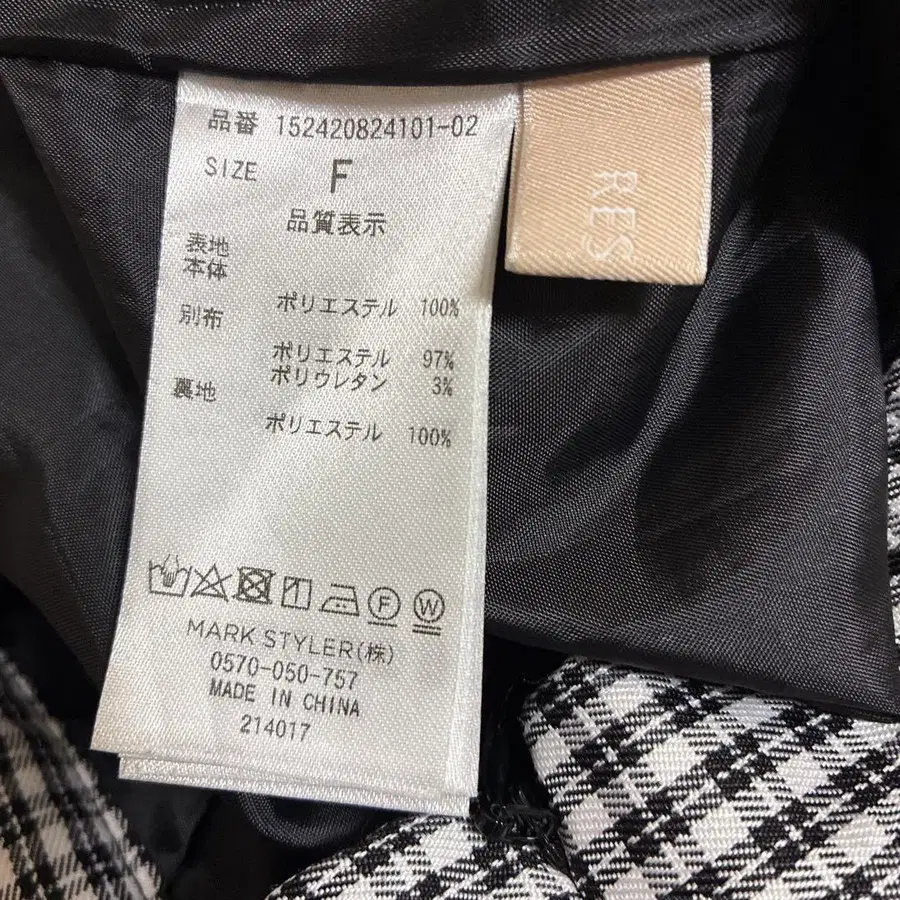 品番 152420824101-02
SIZE F
品質表示
表地
本体
ポリエステル 100%
別布
ポリエステル 97%
ポリウレタン 3%
裏地
ポリエステル 100%
F W
MARK STYLER(株)
0570-050-757
MADE IN CHINA
214017
RES